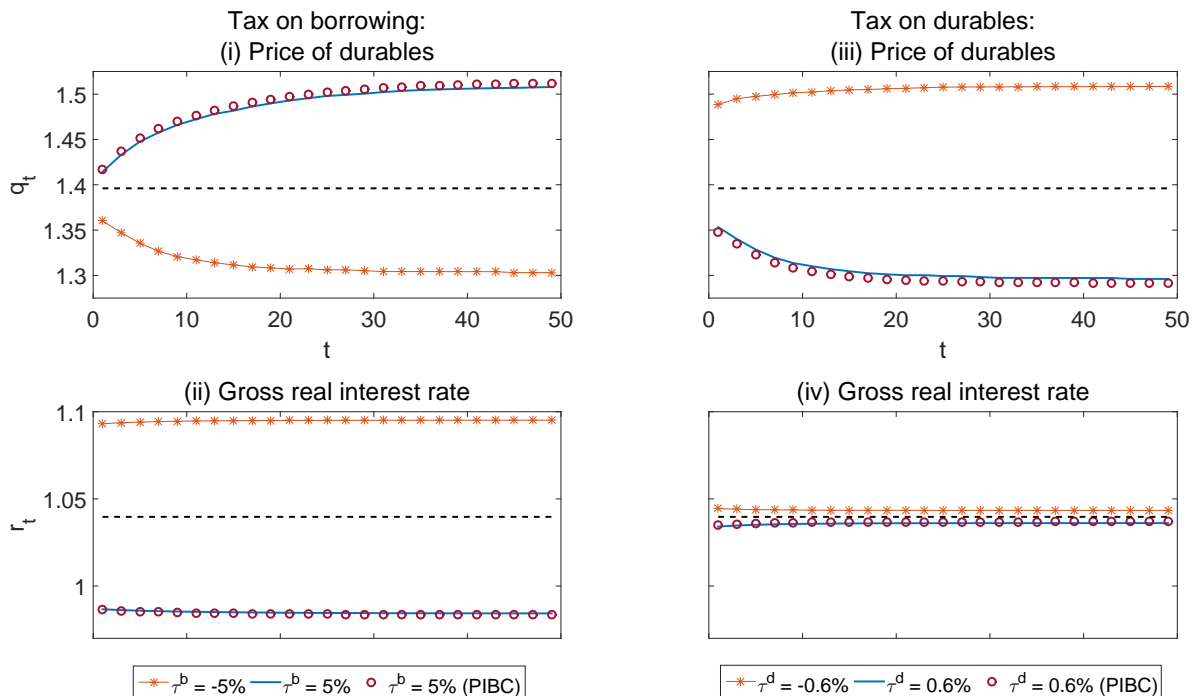 Tax on borrowing:
(i) Price of durables
1.5
1.45
1.4
1.35
1.3
q_t
0 10 20 30 40 50
t
Tax on durables:
(iii) Price of durables
0 10 20 30 40 50
t
(ii) Gross real interest rate
1.1
1.05
1
r_t
(iv) Gross real interest rate
τ^b = -5% τ^b = 5% τ^b = 5% (PIBC)
τ^d = -0.6% τ^d = 0.6% τ^d = 0.6% (PIBC)